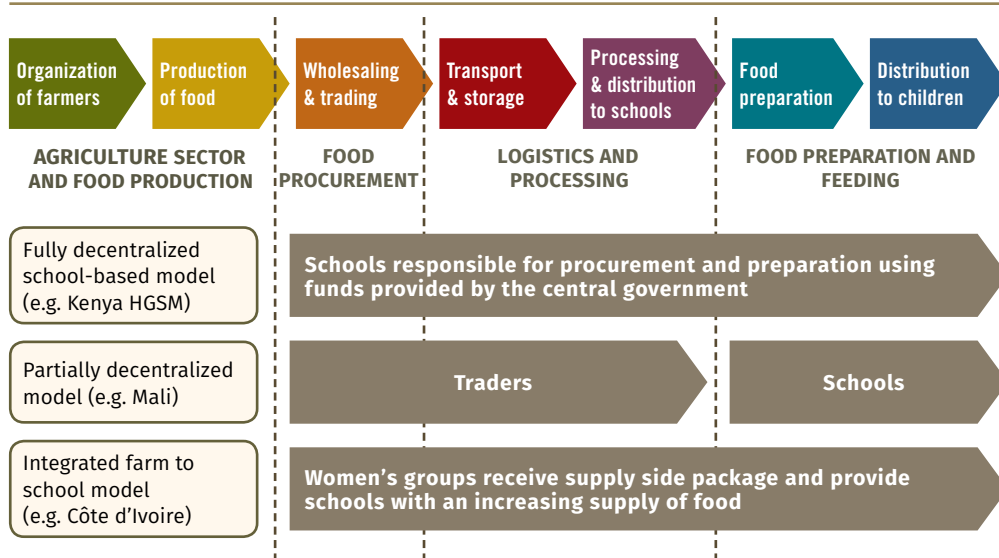 Organization
of farmers
Production
of food
Wholesaling
& trading
Transport
& storage
Processing
& distribution
to schools
Food
preparation
Distribution
to children
AGRICULTURE SECTOR
AND FOOD PRODUCTION
FOOD
PROCUREMENT
LOGISTICS AND
PROCESSING
FOOD PREPARATION AND
FEEDING
Fully decentralized
school-based model
(e.g. Kenya HGSM)
Schools responsible for procurement and preparation using
funds provided by the central government
Partially decentralized
model (e.g. Mali)
Traders
Schools
Integrated farm to
school model
(e.g. Côte d’Ivoire)
Women’s groups receive supply side package and provide
schools with an increasing supply of food